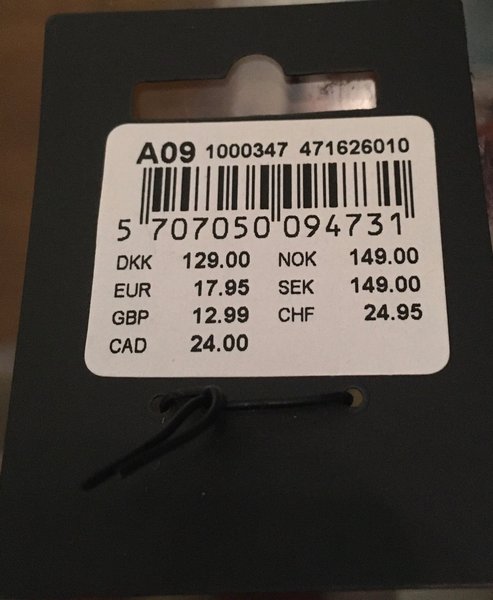 A09 1000347 471626010
5 707050 094731
DKK 129.00 NOK 149.00
EUR 17.95 SEK 149.00
GBP 12.99 CHF 24.95
CAD 24.00